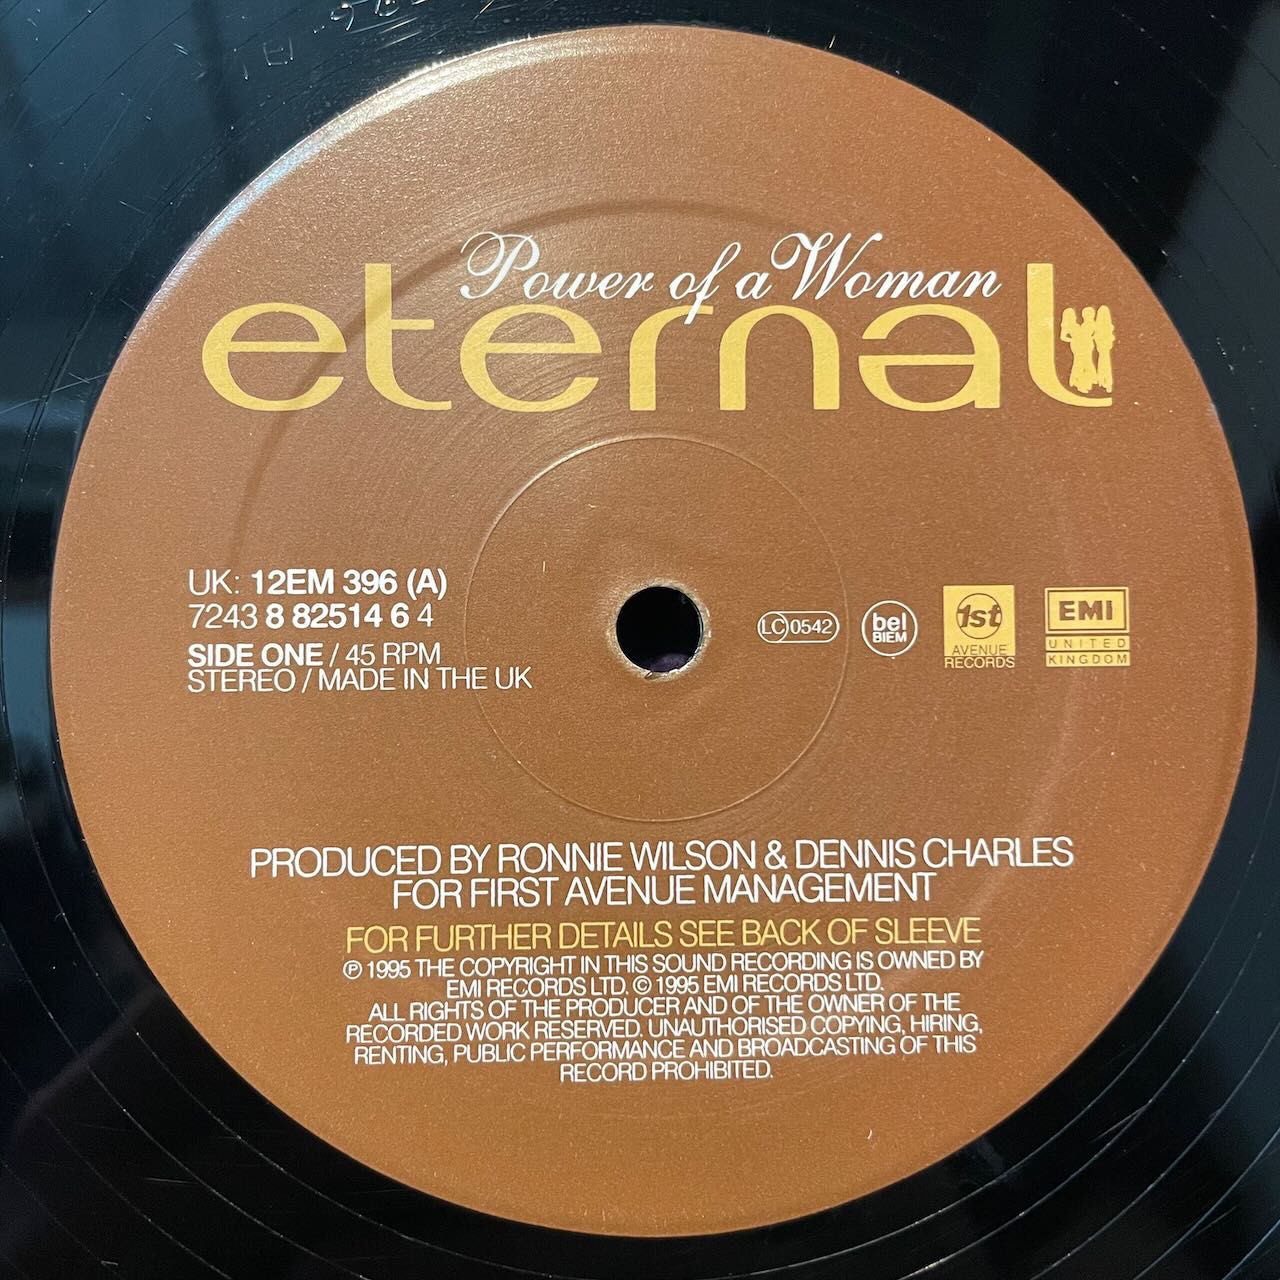 Power of a Woman
eternal
UK: 12EM 396 (A)
7243 8 82514 6 4
SIDE ONE / 45 RPM
STEREO / MADE IN THE UK
LC 0542
bel
BIEM
1st
AVENUE
RECORDS
EMI
UNITED
KINGDOM
PRODUCED BY RONNIE WILSON & DENNIS CHARLES
FOR FIRST AVENUE MANAGEMENT
FOR FURTHER DETAILS SEE BACK OF SLEEVE
℗ 1995 THE COPYRIGHT IN THIS SOUND RECORDING IS OWNED BY
EMI RECORDS LTD. © 1995 EMI RECORDS LTD.
ALL RIGHTS OF THE PRODUCER AND OF THE OWNER OF THE
RECORDED WORK RESERVED. UNAUTHORISED COPYING, HIRING,
RENTING, PUBLIC PERFORMANCE AND BROADCASTING OF THIS
RECORD PROHIBITED.